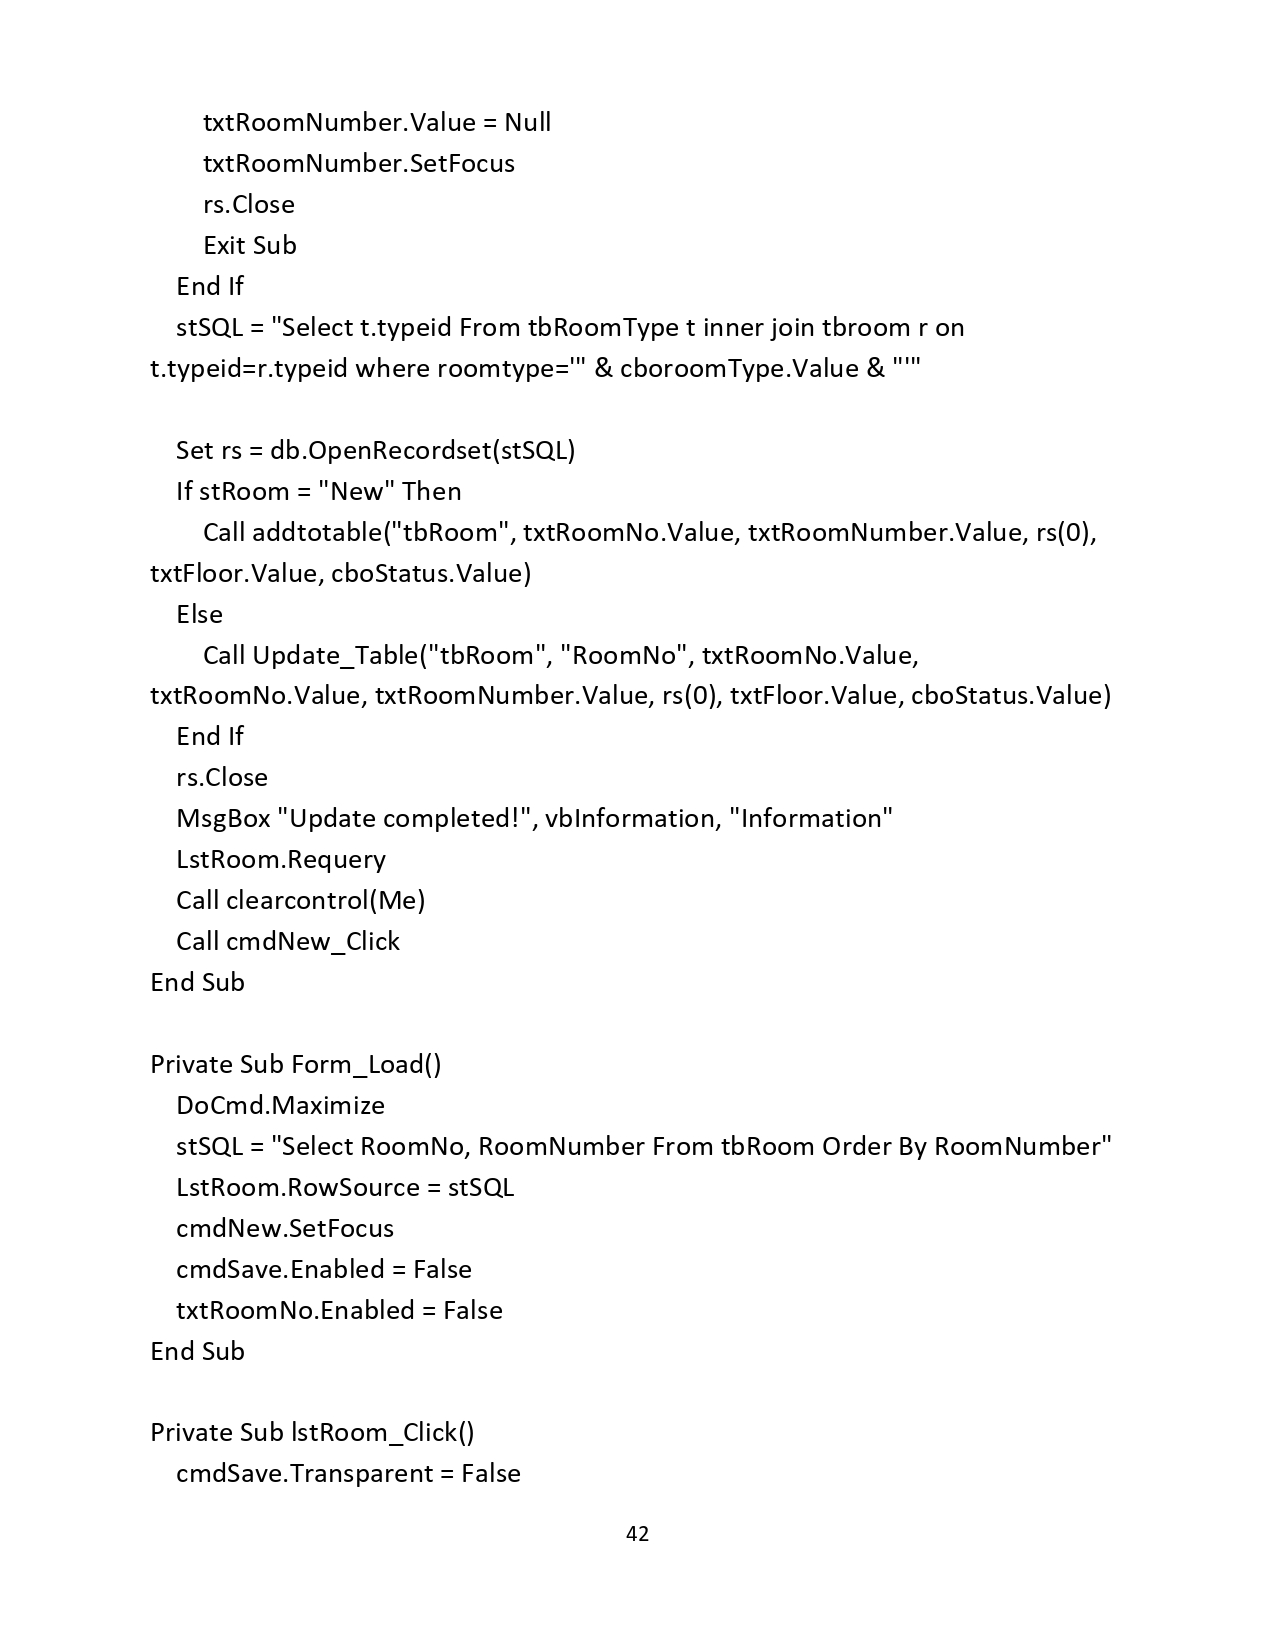 txtRoomNumber.Value = Null
txtRoomNumber.SetFocus
rs.Close
Exit Sub
End If
stSQL = "Select t.typeid From tbRoomType t inner join tbroom r on
t.typeid=r.typeid where roomtype='" & cboroomType.Value & "'"
Set rs = db.OpenRecordset(stSQL)
If stRoom = "New" Then
Call addtotable("tbRoom", txtRoomNo.Value, txtRoomNumber.Value, rs(0),
txtFloor.Value, cboStatus.Value)
Else
Call Update_Table("tbRoom", "RoomNo", txtRoomNo.Value,
txtRoomNo.Value, txtRoomNumber.Value, rs(0), txtFloor.Value, cboStatus.Value)
End If
rs.Close
MsgBox "Update completed!", vbInformation, "Information"
LstRoom.Requery
Call clearcontrol(Me)
Call cmdNew_Click
End Sub
Private Sub Form_Load()
DoCmd.Maximize
stSQL = "Select RoomNo, RoomNumber From tbRoom Order By RoomNumber"
LstRoom.RowSource = stSQL
cmdNew.SetFocus
cmdSave.Enabled = False
txtRoomNo.Enabled = False
End Sub
Private Sub lstRoom_Click()
cmdSave.Transparent = False
42